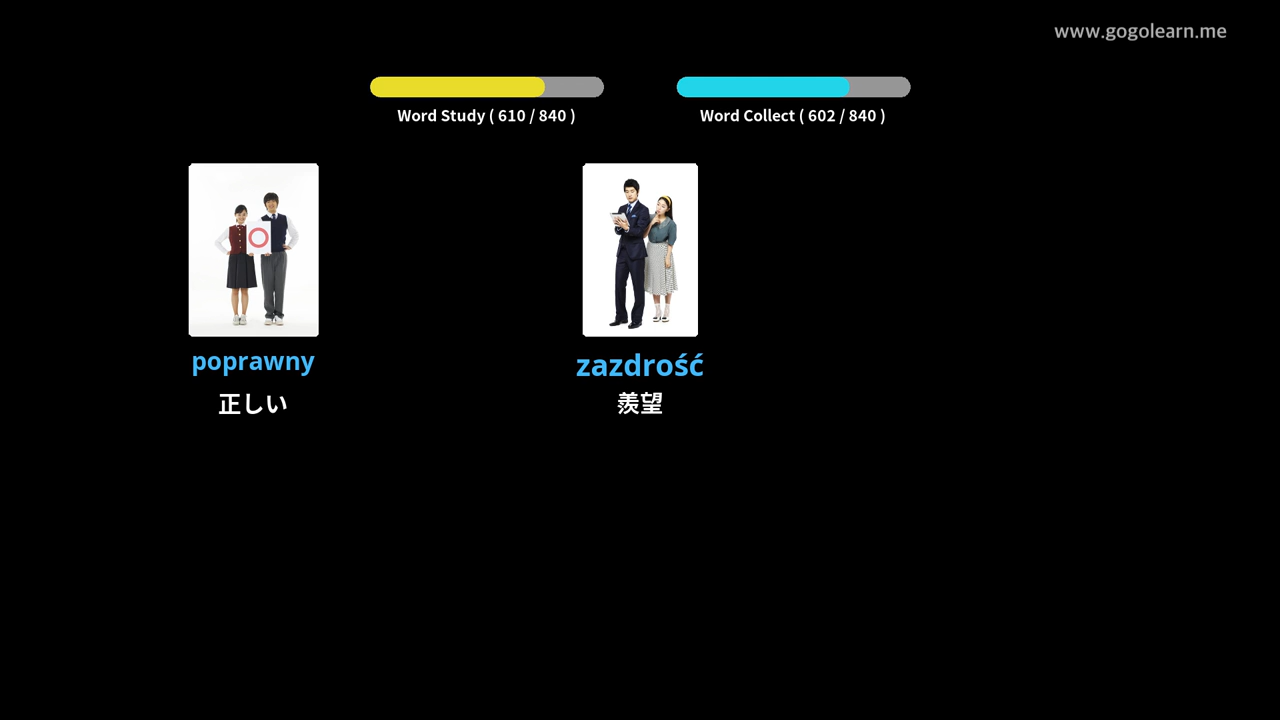 www.gogolearn.me
Word Study ( 610 / 840 )
Word Collect ( 602 / 840 )
poprawny
zazdrość
正しい
羨望